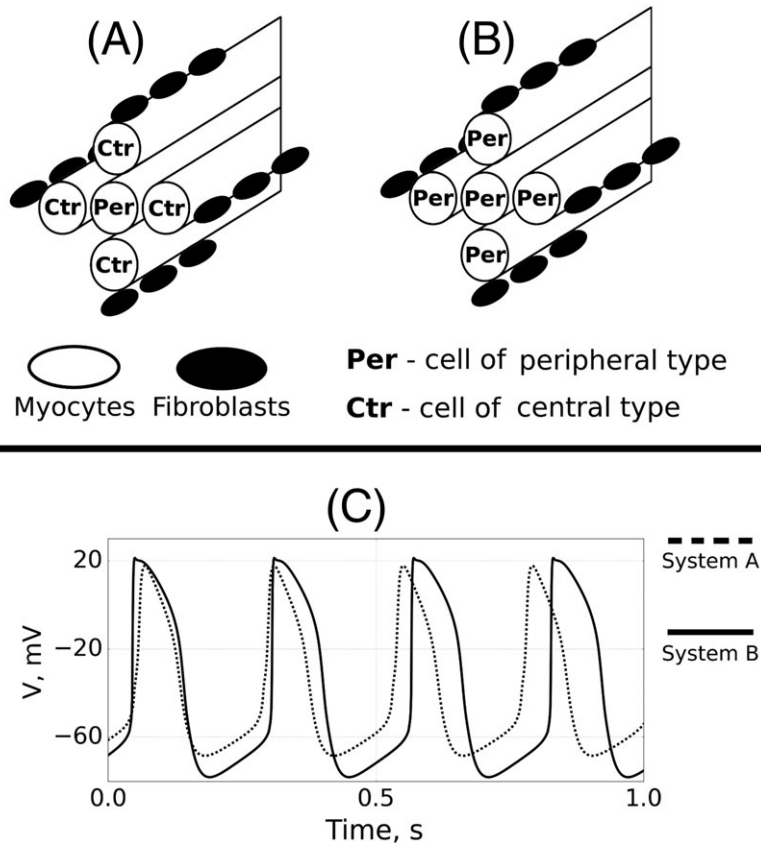 (A)
(B)
Ctr
Ctr Per Ctr
Ctr
Per
Per Per Per
Per
Myocytes Fibroblasts
Per - cell of peripheral type
Ctr - cell of central type
(C)
V, mV
20
−20
−60
0.0 0.5 1.0
Time, s
System A
System B